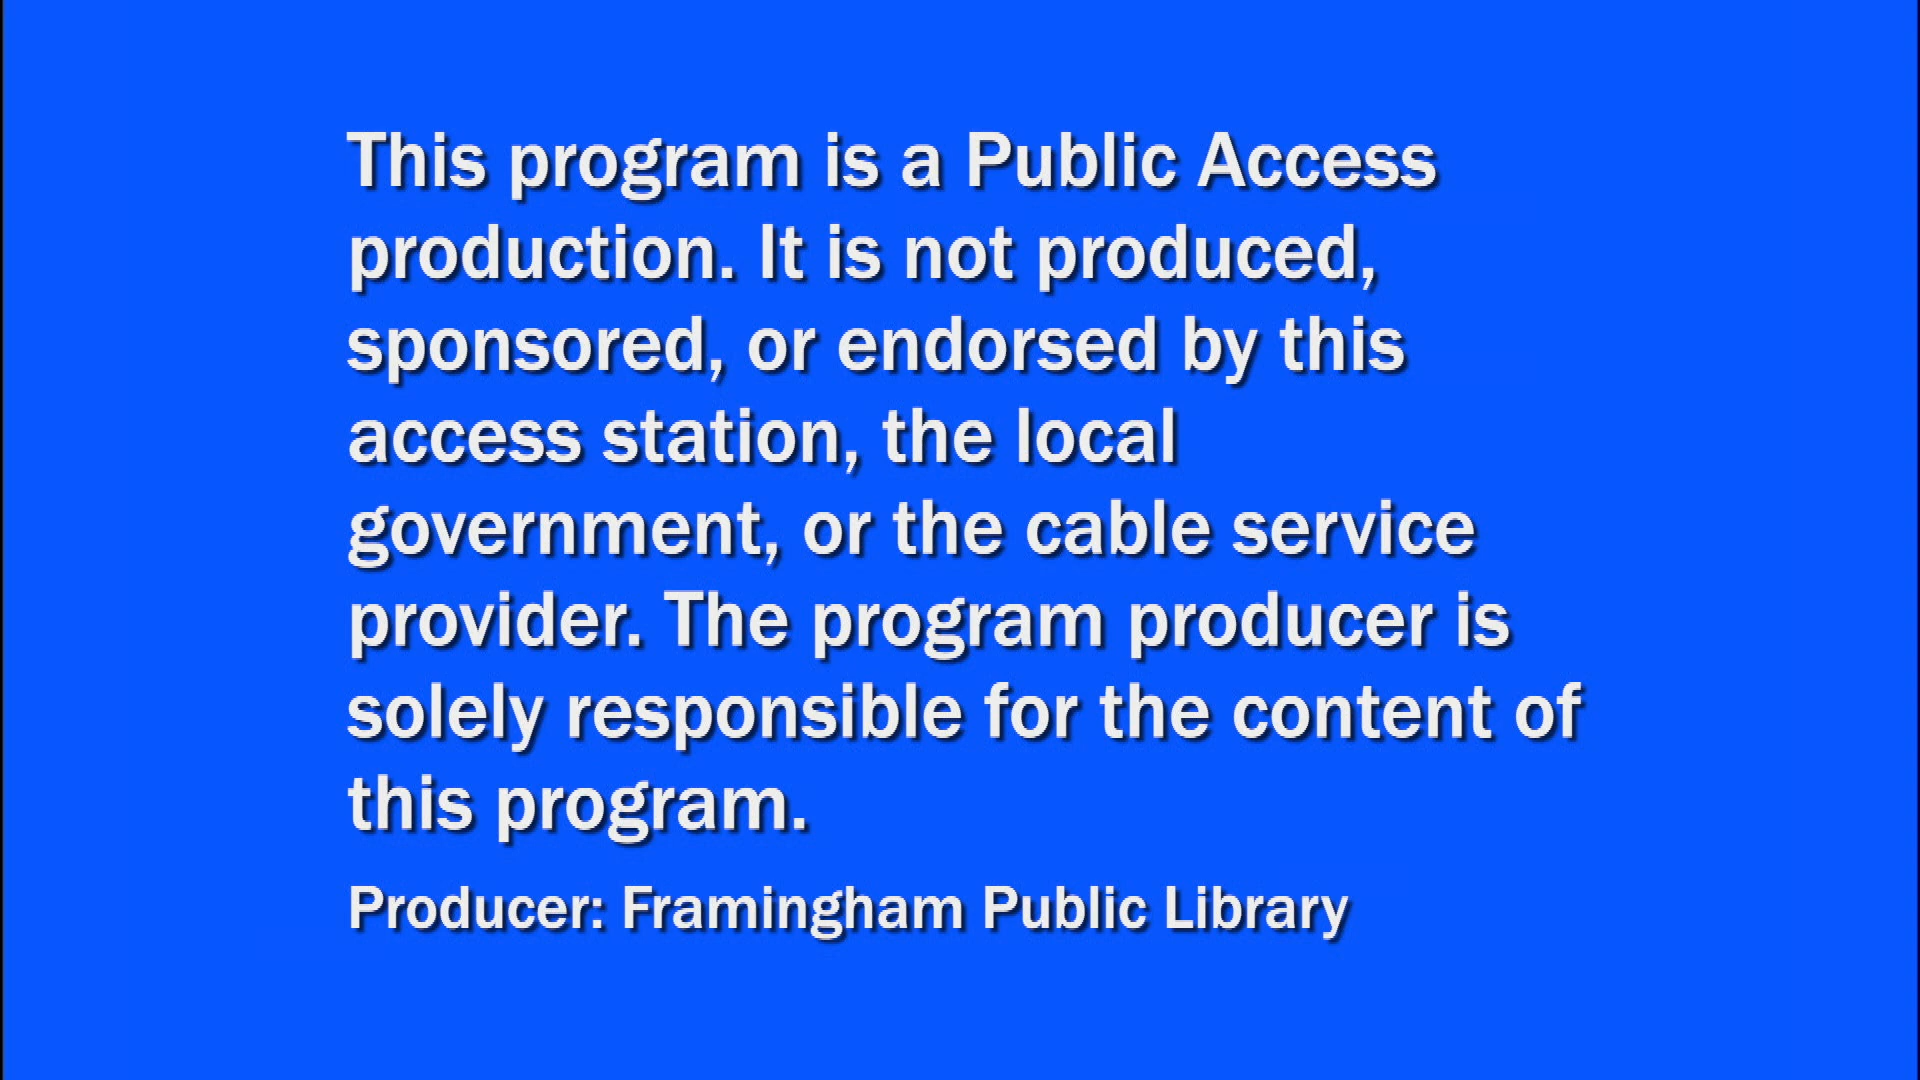 This program is a Public Access
production. It is not produced,
sponsored, or endorsed by this
access station, the local
government, or the cable service
provider. The program producer is
solely responsible for the content of
this program.
Producer: Framingham Public Library